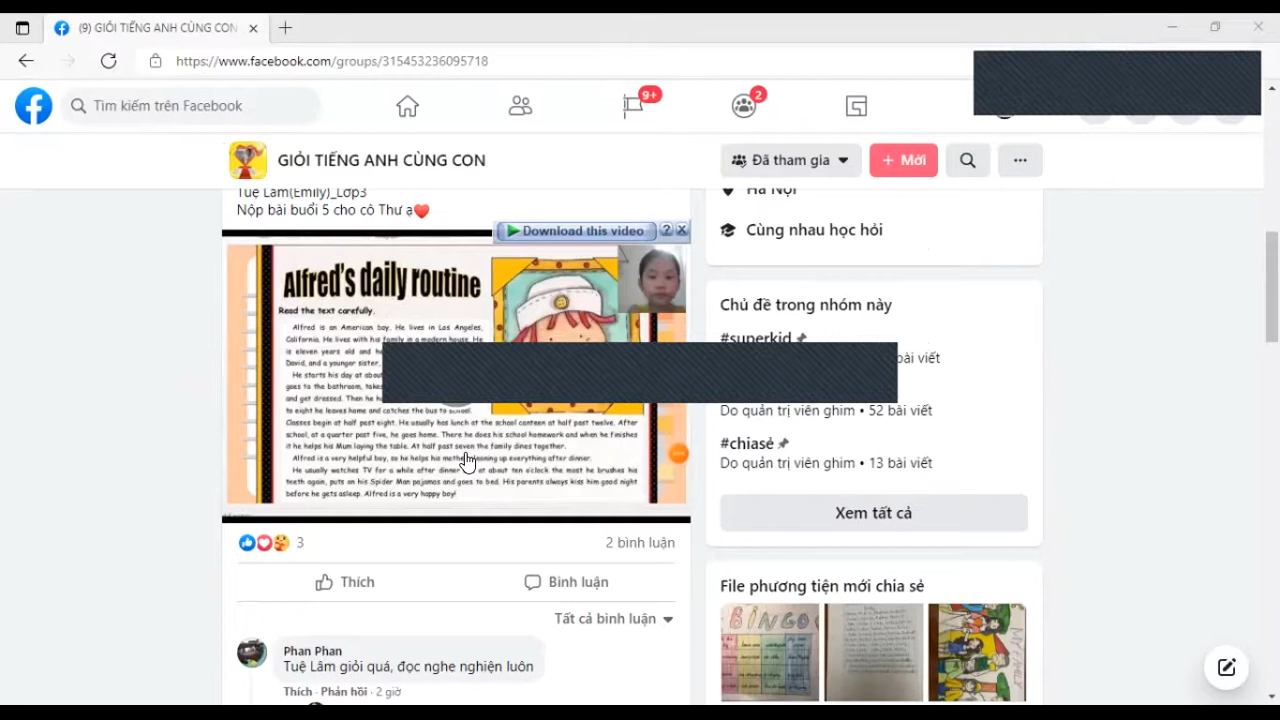 (9) GIỎI TIẾNG ANH CÙNG CON
https://www.facebook.com/groups/315453236095718
Tìm kiếm trên Facebook
9+
2
GIỎI TIẾNG ANH CÙNG CON
Đã tham gia
+ Mới
Tuệ Lâm(Emily)_Lớp3
Nộp bài buổi 5 cho cô Thư ạ
Download this video
?
Alfred's daily routine
Read the text carefully.
Alfred is an American boy. He lives in Los Angeles,
California. He lives with his family in a modern house. He
is eleven years old and
David, and a younger sister,
He starts his day at about
goes to the bathroom, takes
and get dressed. Then he
to eight he leaves home and catches the bus to school.
Classes begin at half past eight. He usually has lunch at the school canteen at half past twelve. After
school, at a quarter past five, he goes home. There he does his school homework and when he finishes
it he helps his Mum laying the table. At half past seven the family dines together.
Alfred is a very helpful boy, so he helps his mother cleaning up everything after dinner.
He usually watches TV for a while after dinner at about ten o'clock the most he brushes his
teeth again, puts on his Spider Man pajamas and goes to bed. His parents always kiss him good night
before he gets asleep. Alfred is a very happy boy!
3
2 bình luận
Thích
Bình luận
Tất cả bình luận
Phan Phan
Tuệ Lâm giỏi quá, đọc nghe nghiện luôn
Thích · Phản hồi · 2 giờ
Hà Nội
Cùng nhau học hỏi
Chủ đề trong nhóm này
#superkid
bài viết
Do quản trị viên ghim • 52 bài viết
#chiasẻ
Do quản trị viên ghim • 13 bài viết
Xem tất cả
File phương tiện mới chia sẻ
BINGO